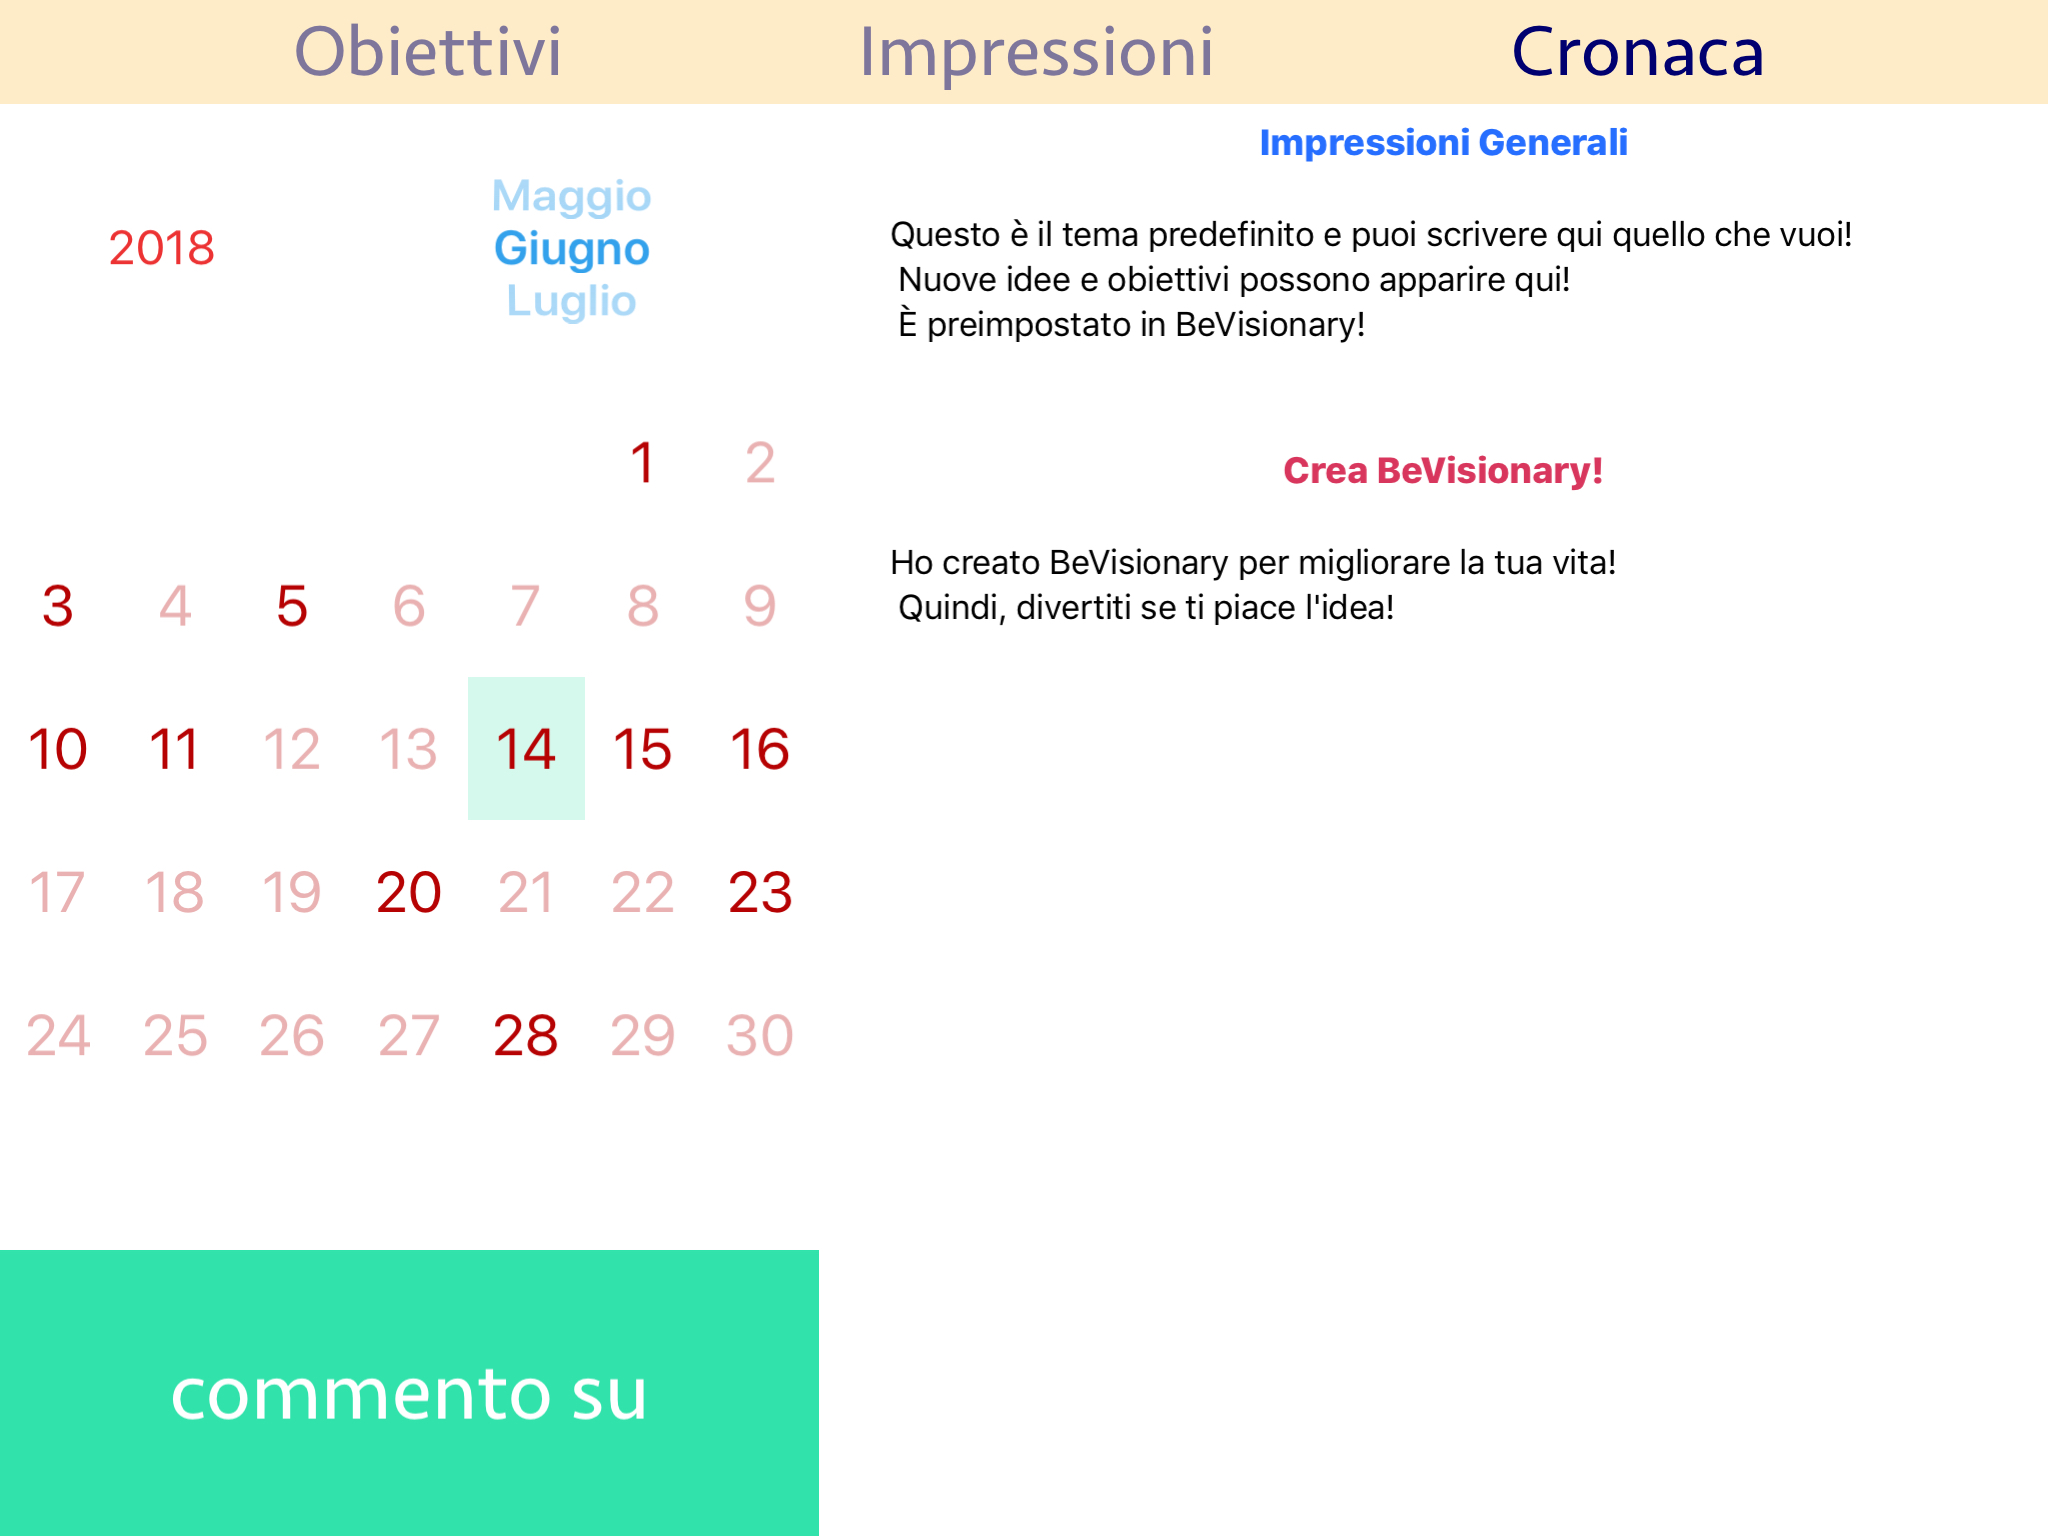 Obiettivi Impressioni Cronaca
Maggio
2018 Giugno
Luglio
1 2
3 4 5 6 7 8 9
10 11 12 13 14 15 16
17 18 19 20 21 22 23
24 25 26 27 28 29 30
commento su
Impressioni Generali
Questo è il tema predefinito e puoi scrivere qui quello che vuoi!
Nuove idee e obiettivi possono apparire qui!
È preimpostato in BeVisionary!
Crea BeVisionary!
Ho creato BeVisionary per migliorare la tua vita!
Quindi, divertiti se ti piace l'idea!